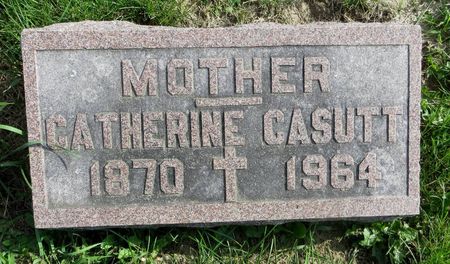 MOTHER
CATHERINE CASUTT
1870 1964